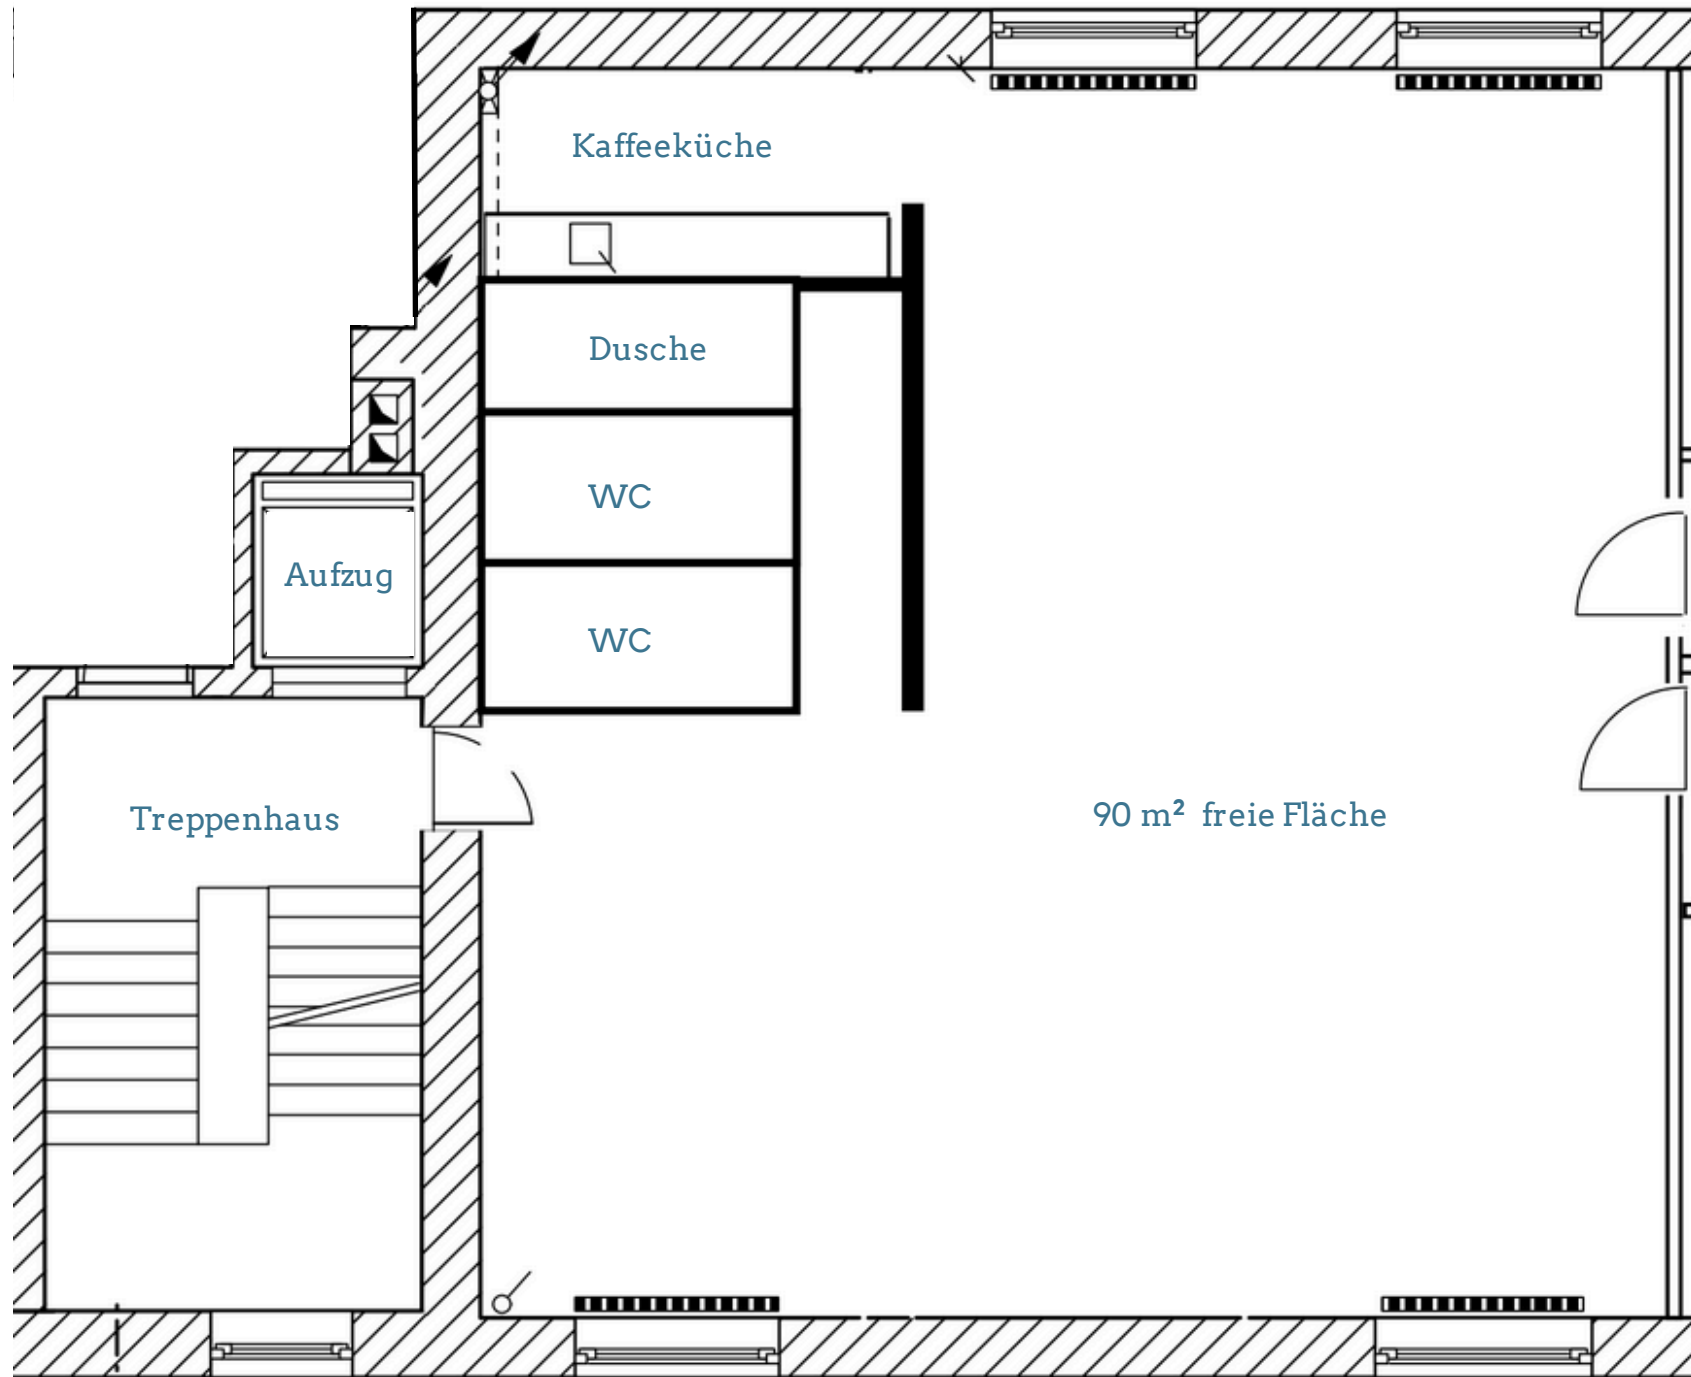 Kaffeeküche
Dusche
WC
Aufzug
WC
Treppenhaus
90 m² freie Fläche